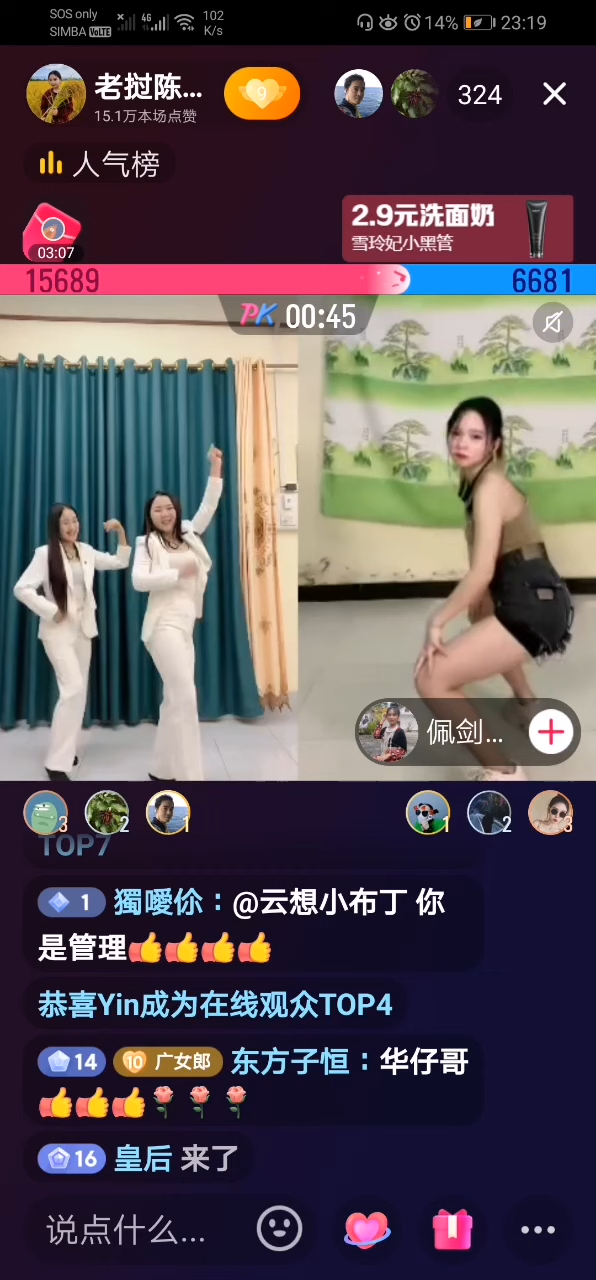 SOS only
SIMBA VoLTE
4G
102
K/s
14%
23:19
老挝陈...
15.1万本场点赞
9
324
人气榜
03:07
2.9元洗面奶
雪玲妃小黑管
15689
6681
PK 00:45
佩剑...
3
2
1
1
2
3
TOP7
1 獨噯伱：@云想小布丁 你
是管理
恭喜Yin成为在线观众TOP4
14 10 广女郎 东方子恒：华仔哥
16 皇后 来了
说点什么...